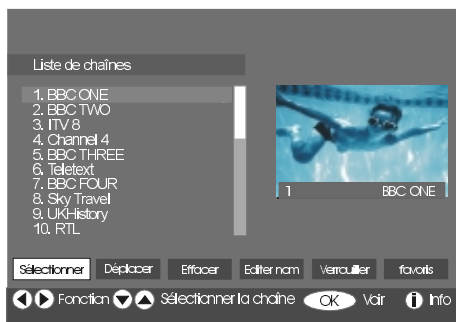 Liste de chaînes
1. BBC ONE
2. BBC TWO
3. ITV 8
4. Channel 4
5. BBC THREE
6. Teletext
7. BBC FOUR
8. Sky Travel
9. UKHistory
10. RTL
1 BBC ONE
Sélectionner Déplacer Effacer Editer nom Verrouiller favoris
Fonction Sélectionner la chaîne OK Voir i Info